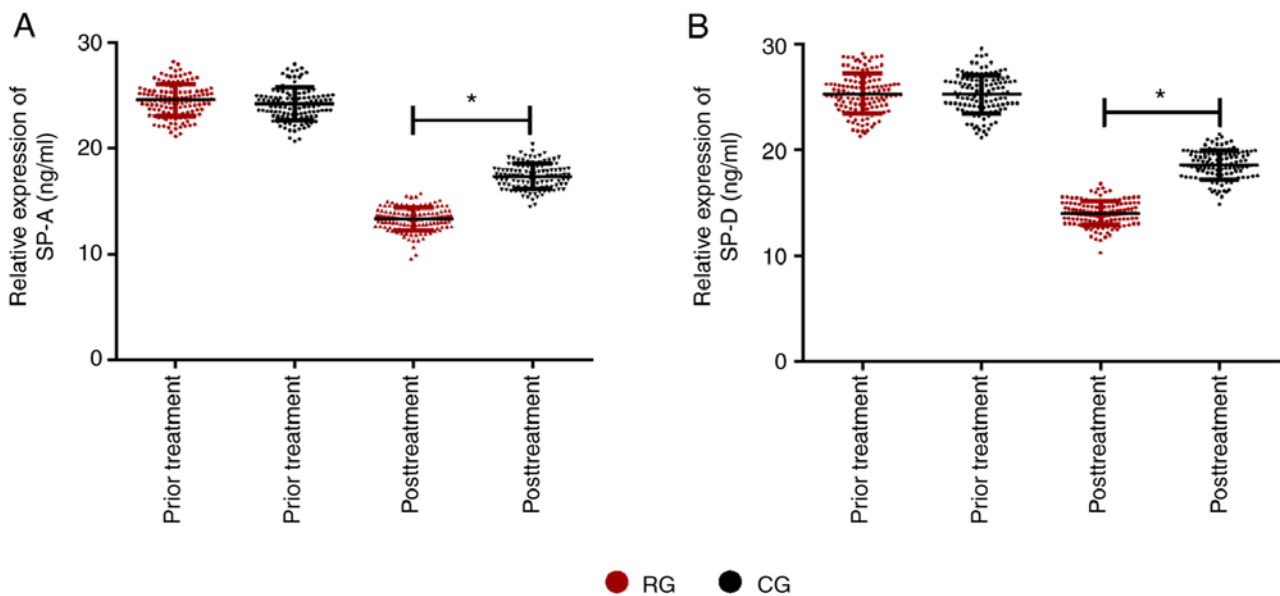 A
Relative expression of
SP-A (ng/ml)
30
20
10
0
*
Prior treatment
Prior treatment
Posttreatment
Posttreatment
B
Relative expression of
SP-D (ng/ml)
30
20
10
0
*
Prior treatment
Prior treatment
Posttreatment
Posttreatment
RG
CG